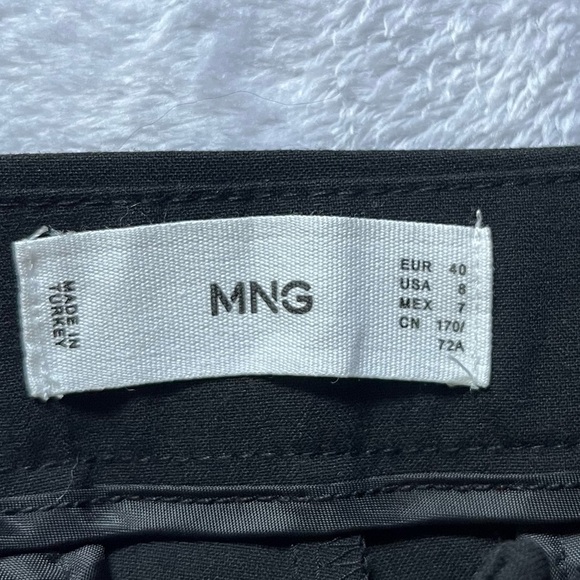 MADE IN
TURKEY
MNG
EUR 40
USA 8
MEX 7
CN 170/
72A